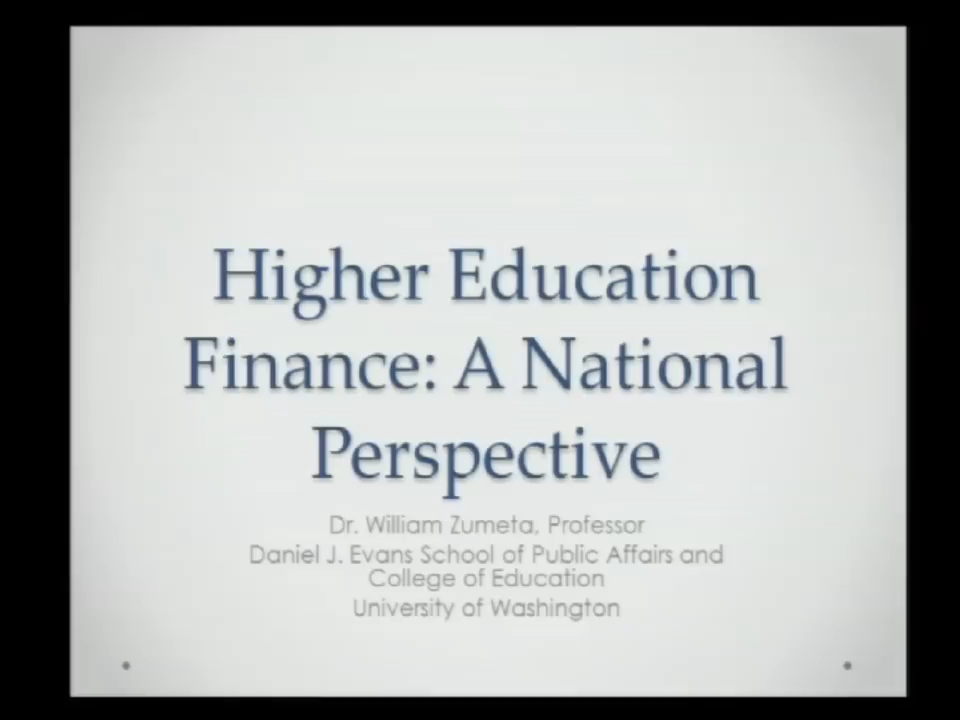 Higher Education
Finance: A National
Perspective
Dr. William Zumeta, Professor
Daniel J. Evans School of Public Affairs and
College of Education
University of Washington